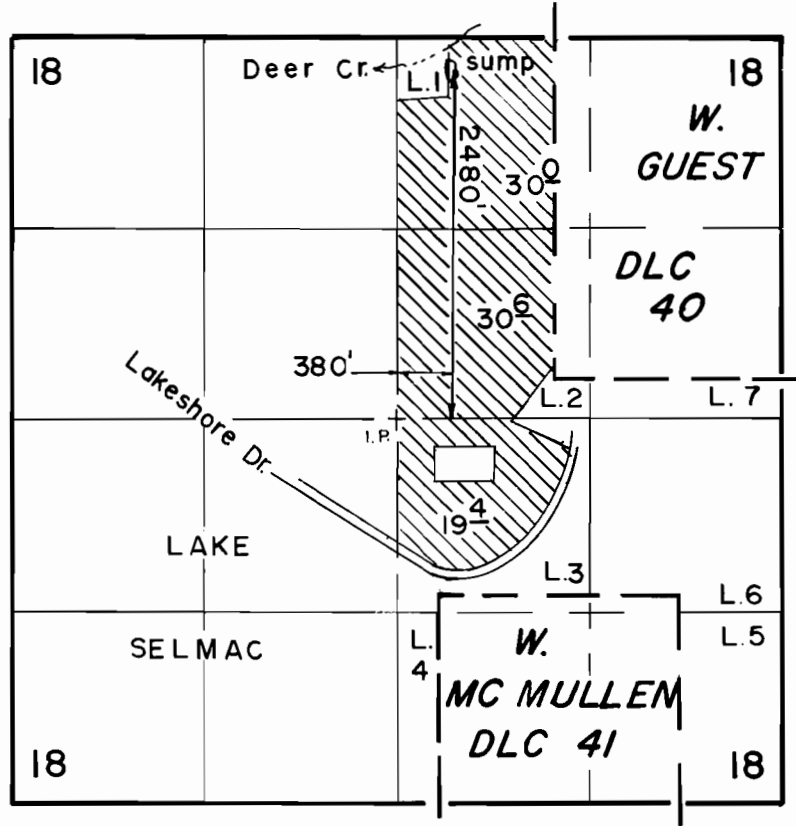 18
Deer Cr.
sump
18
L.1
W.
GUEST
2480'
30 0
DLC
40
30 6
380'
Lakeshore Dr.
L.2
L.7
I.P.
19 4
LAKE
L.3
L.6
SELMAC
L.
4
W.
L.5
MC MULLEN
DLC 41
18
18